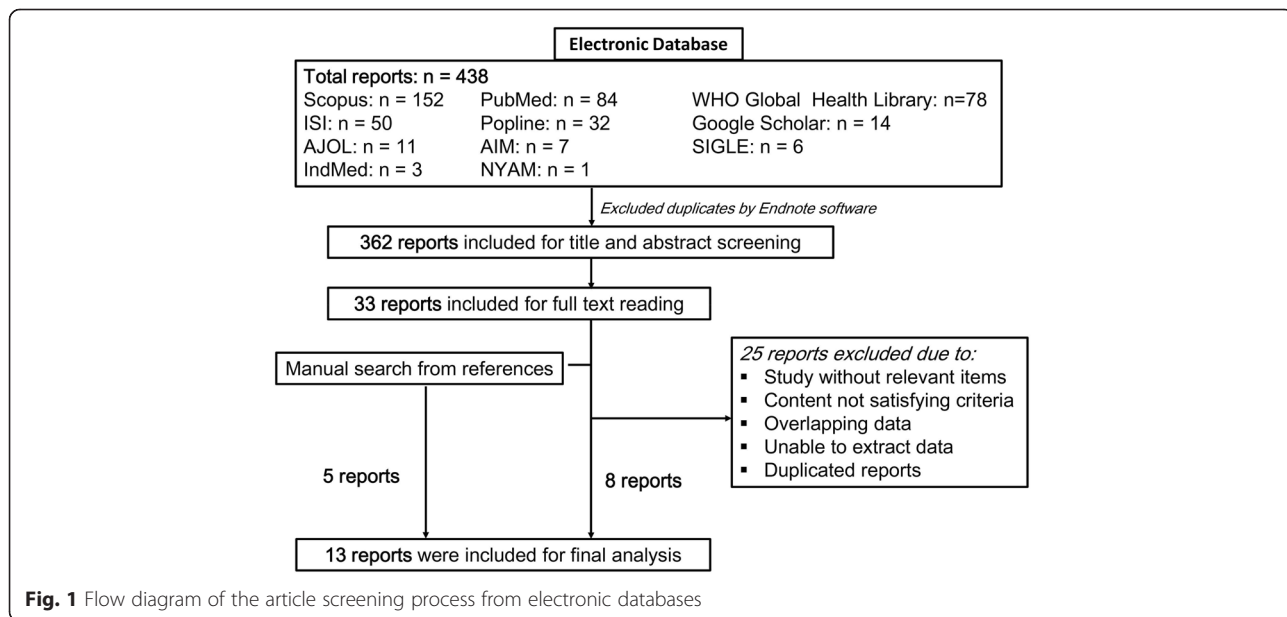 Electronic Database
Total reports: n = 438
Scopus: n = 152 PubMed: n = 84 WHO Global Health Library: n=78
ISI: n = 50 Popline: n = 32 Google Scholar: n = 14
AJOL: n = 11 AIM: n = 7 SIGLE: n = 6
IndMed: n = 3 NYAM: n = 1
Excluded duplicates by Endnote software
362 reports included for title and abstract screening
33 reports included for full text reading
Manual search from references
25 reports excluded due to:
▪ Study without relevant items
▪ Content not satisfying criteria
▪ Overlapping data
▪ Unable to extract data
▪ Duplicated reports
5 reports
8 reports
13 reports were included for final analysis
Fig. 1 Flow diagram of the article screening process from electronic databases